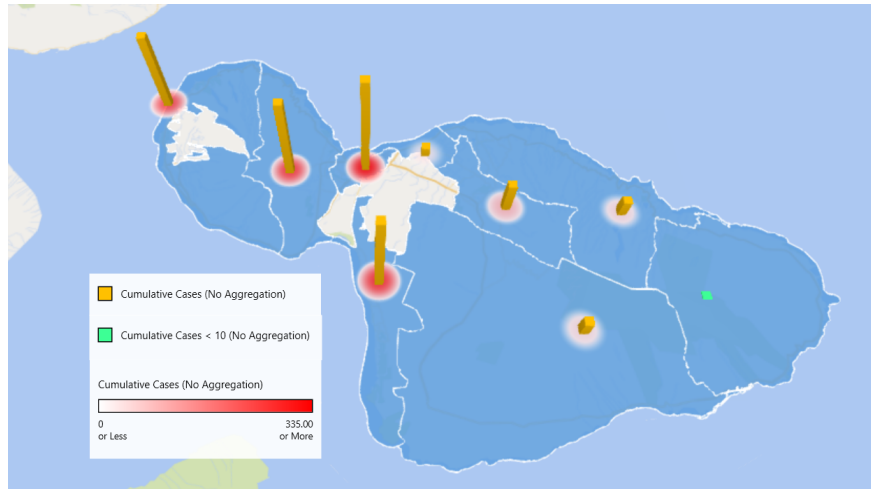 Cumulative Cases (No Aggregation)
Cumulative Cases < 10 (No Aggregation)
Cumulative Cases (No Aggregation)
0 335.00
or Less or More